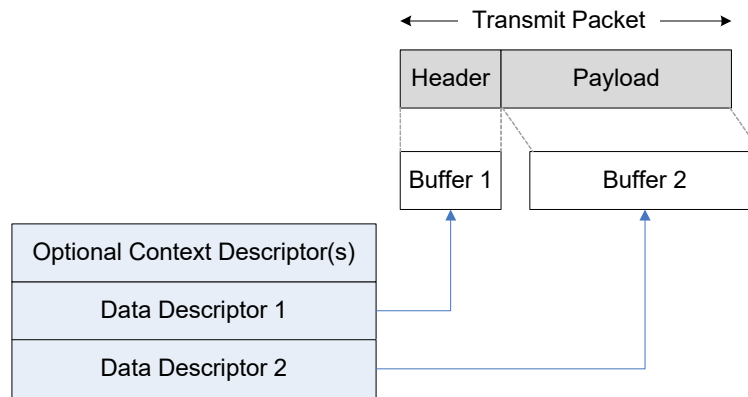 Transmit Packet
Header
Payload
Buffer 1
Buffer 2
Optional Context Descriptor(s)
Data Descriptor 1
Data Descriptor 2